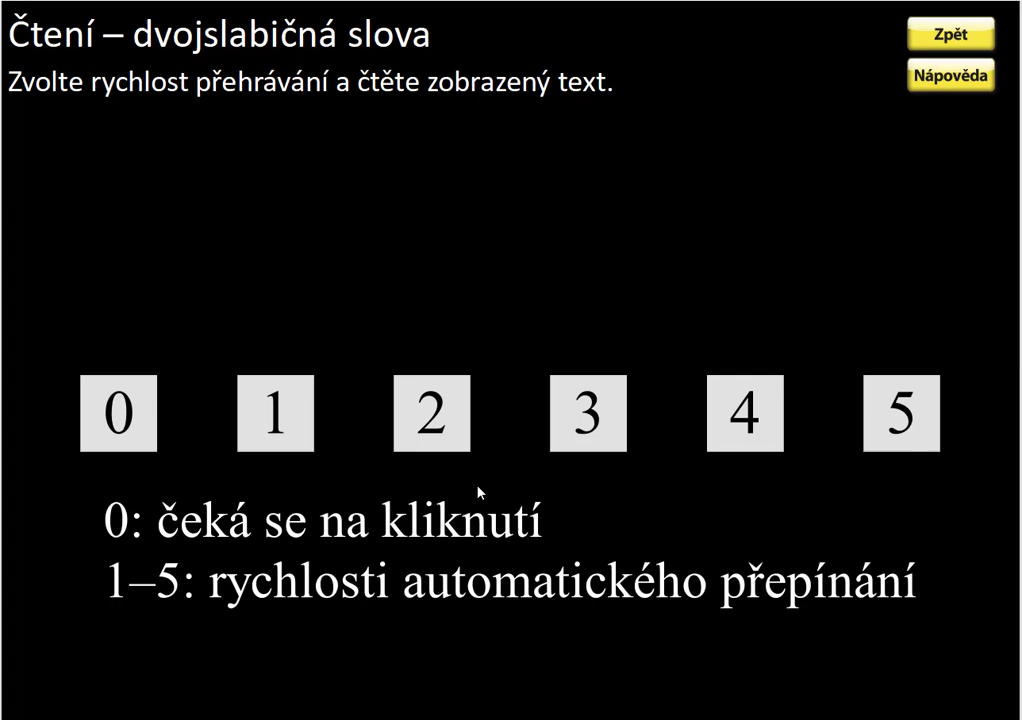 Čtení – dvojslabičná slova
Zpět
Zvolte rychlost přehrávání a čtěte zobrazený text.
Nápověda
0 1 2 3 4 5
0: čeká se na kliknutí
1–5: rychlosti automatického přepínání